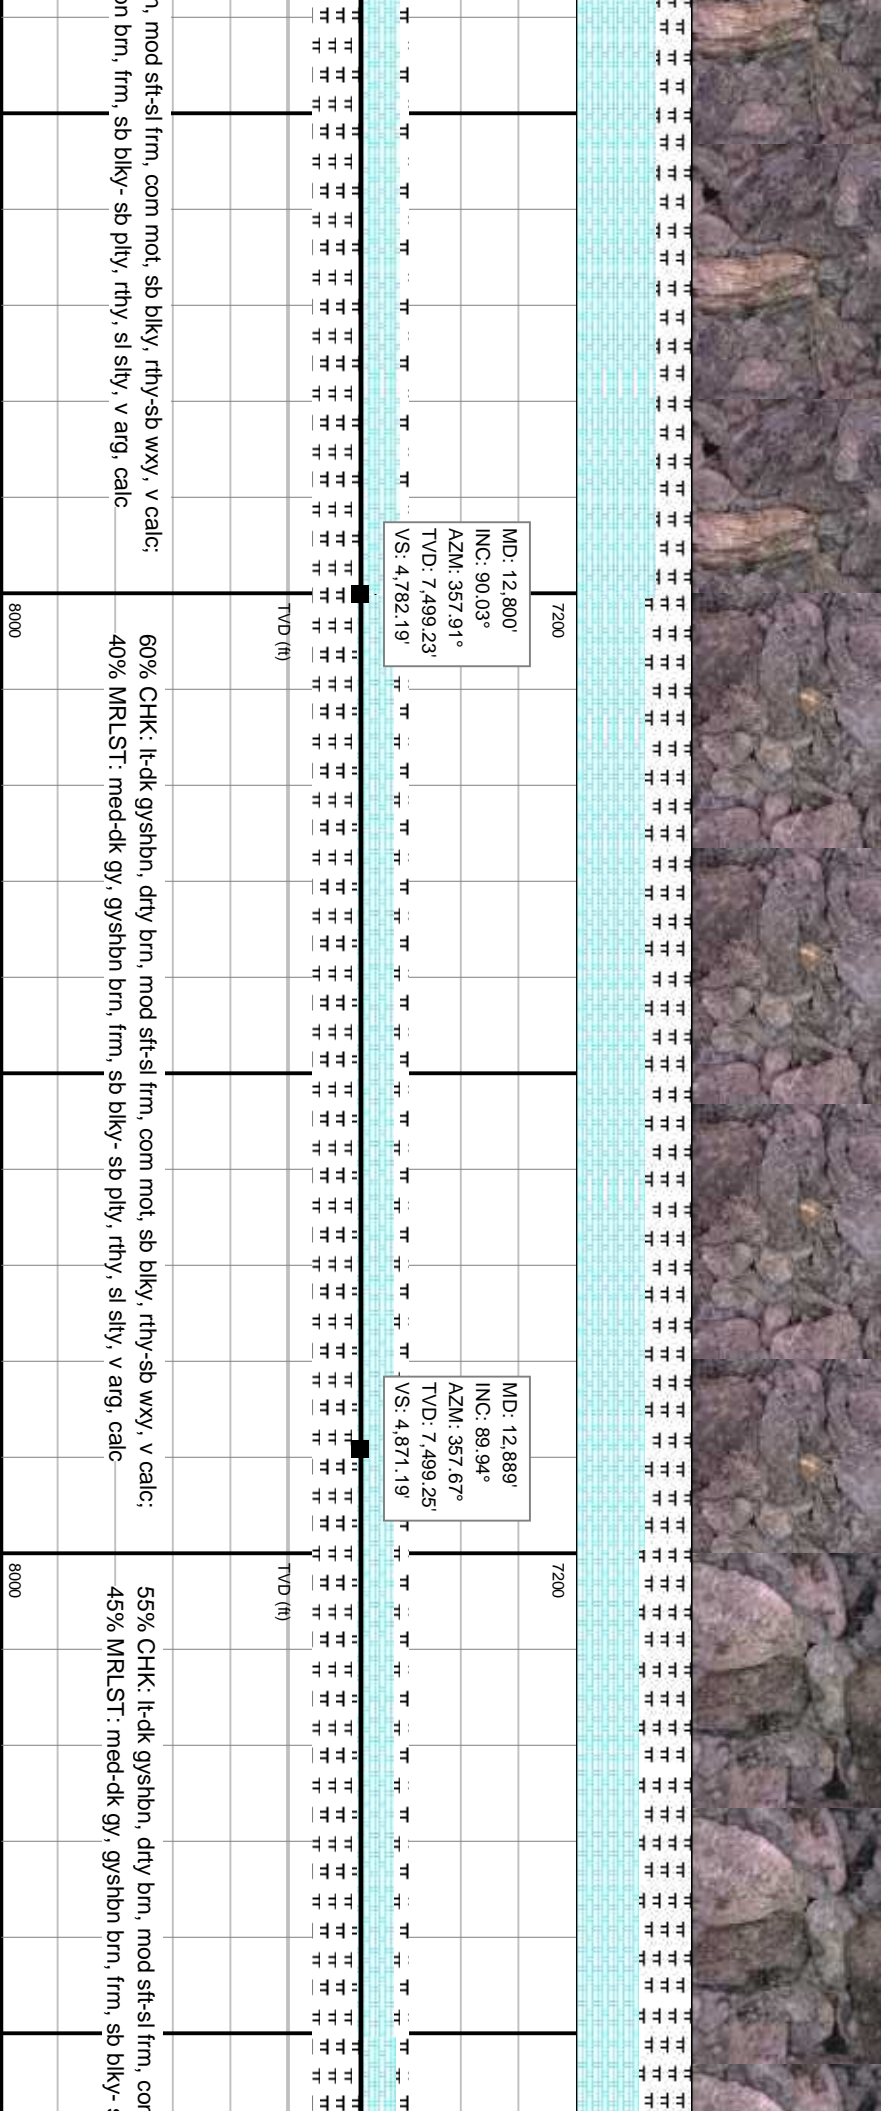 n, mod sft-sl frm, com mot, sb blky, rthy-sb wxy, v calc;
on brn, frm, sb blky- sb plty, rthy, sl slty, v arg, calc
MD: 12,800'
INC: 90.03°
AZM: 357.91°
TVD: 7,499.23'
VS: 4,782.19'
7200
TVD (ft)
8000
60% CHK: lt-dk gyshbn, drty brn, mod sft-sl frm, com mot, sb blky, rthy-sb wxy, v calc;
40% MRLST: med-dk gy, gyshbn brn, frm, sb blky- sb plty, rthy, sl slty, v arg, calc
MD: 12,889'
INC: 89.94°
AZM: 357.67°
TVD: 7,499.25'
VS: 4,871.19'
7200
TVD (ft)
8000
55% CHK: lt-dk gyshbn, drty brn, mod sft-sl frm, cor
45% MRLST: med-dk gy, gyshbn brn, frm, sb blky- s